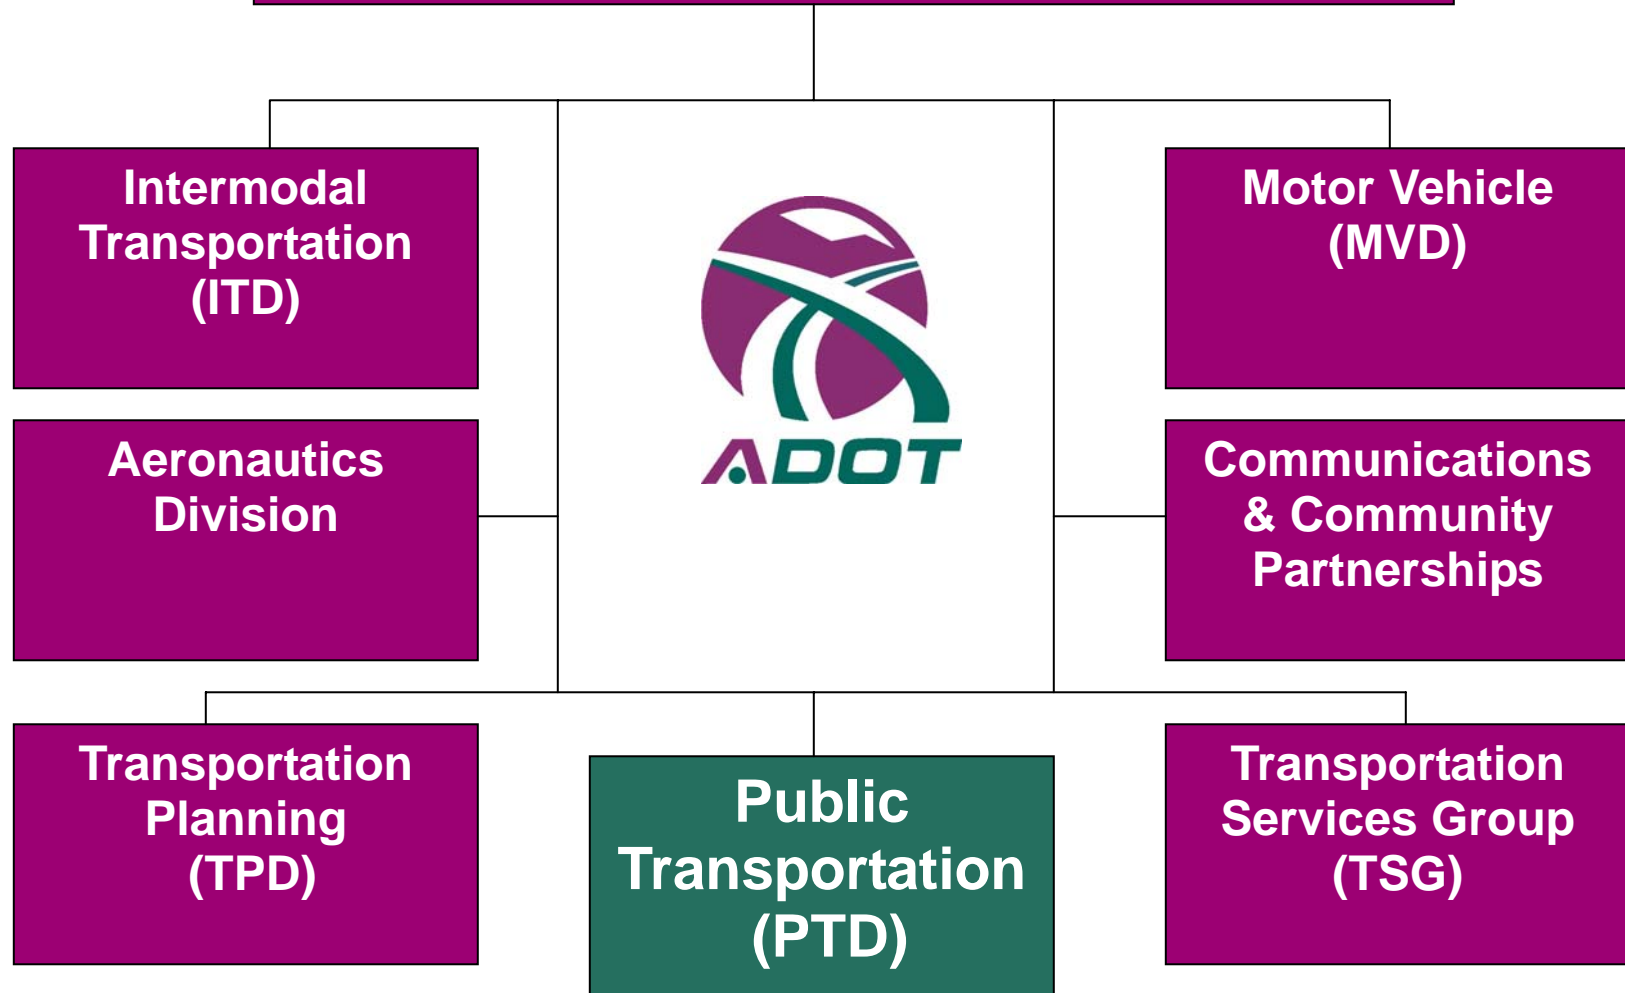 Intermodal
Transportation
(ITD)
Motor Vehicle
(MVD)
ADOT
Aeronautics
Division
Communications
& Community
Partnerships
Transportation
Planning
(TPD)
Public
Transportation
(PTD)
Transportation
Services Group
(TSG)